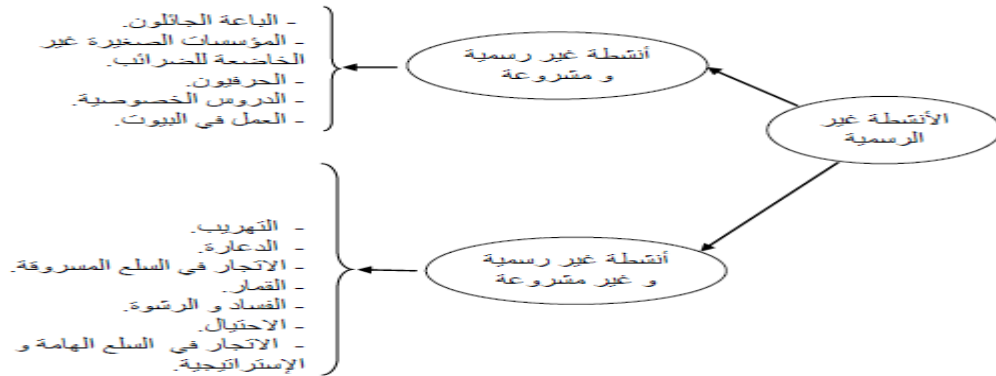 الأنشطة غير
الرسمية
أنشطة غير رسمية
و مشروعة
- الباعة الجائلون.
- المؤسسات الصغيرة غير
الخاضعة للضرائب.
- الحرفيون.
- الدروس الخصوصية.
- العمل في البيوت.
أنشطة غير رسمية
و غير مشروعة
- التهريب.
- الدعارة.
- الاتجار في السلع المسروقة.
- القمار.
- الفساد و الرشوة.
- الاحتيال.
- الاتجار في السلع الهامة و
الإستراتيجية.